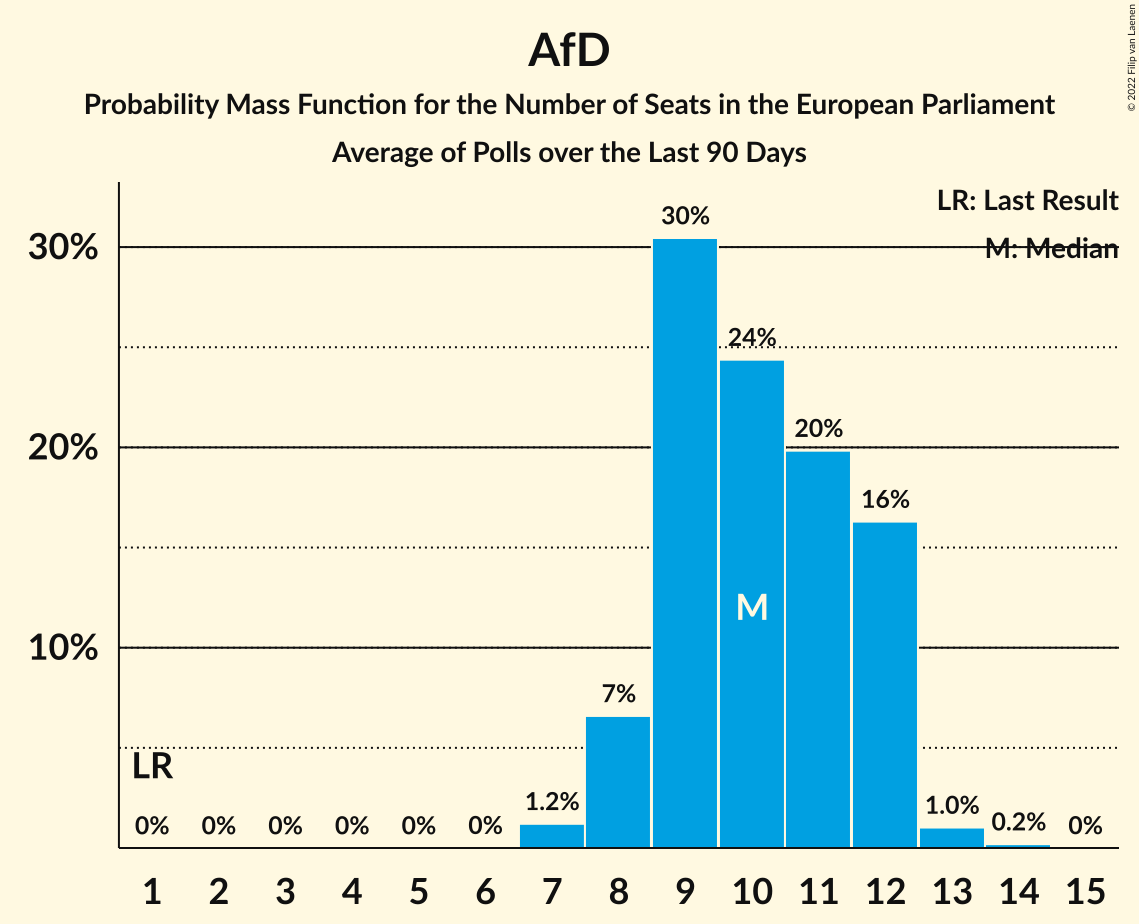 AfD
Probability Mass Function for the Number of Seats in the European Parliament
Average of Polls over the Last 90 Days
© 2022 Filip van Laenen
LR: Last Result
M: Median
30%
20%
10%
30%
24%
20%
16%
M
7%
LR
0%
0%
0%
0%
0%
0%
1.2%
1.0%
0.2%
0%
1 2 3 4 5 6 7 8 9 10 11 12 13 14 15